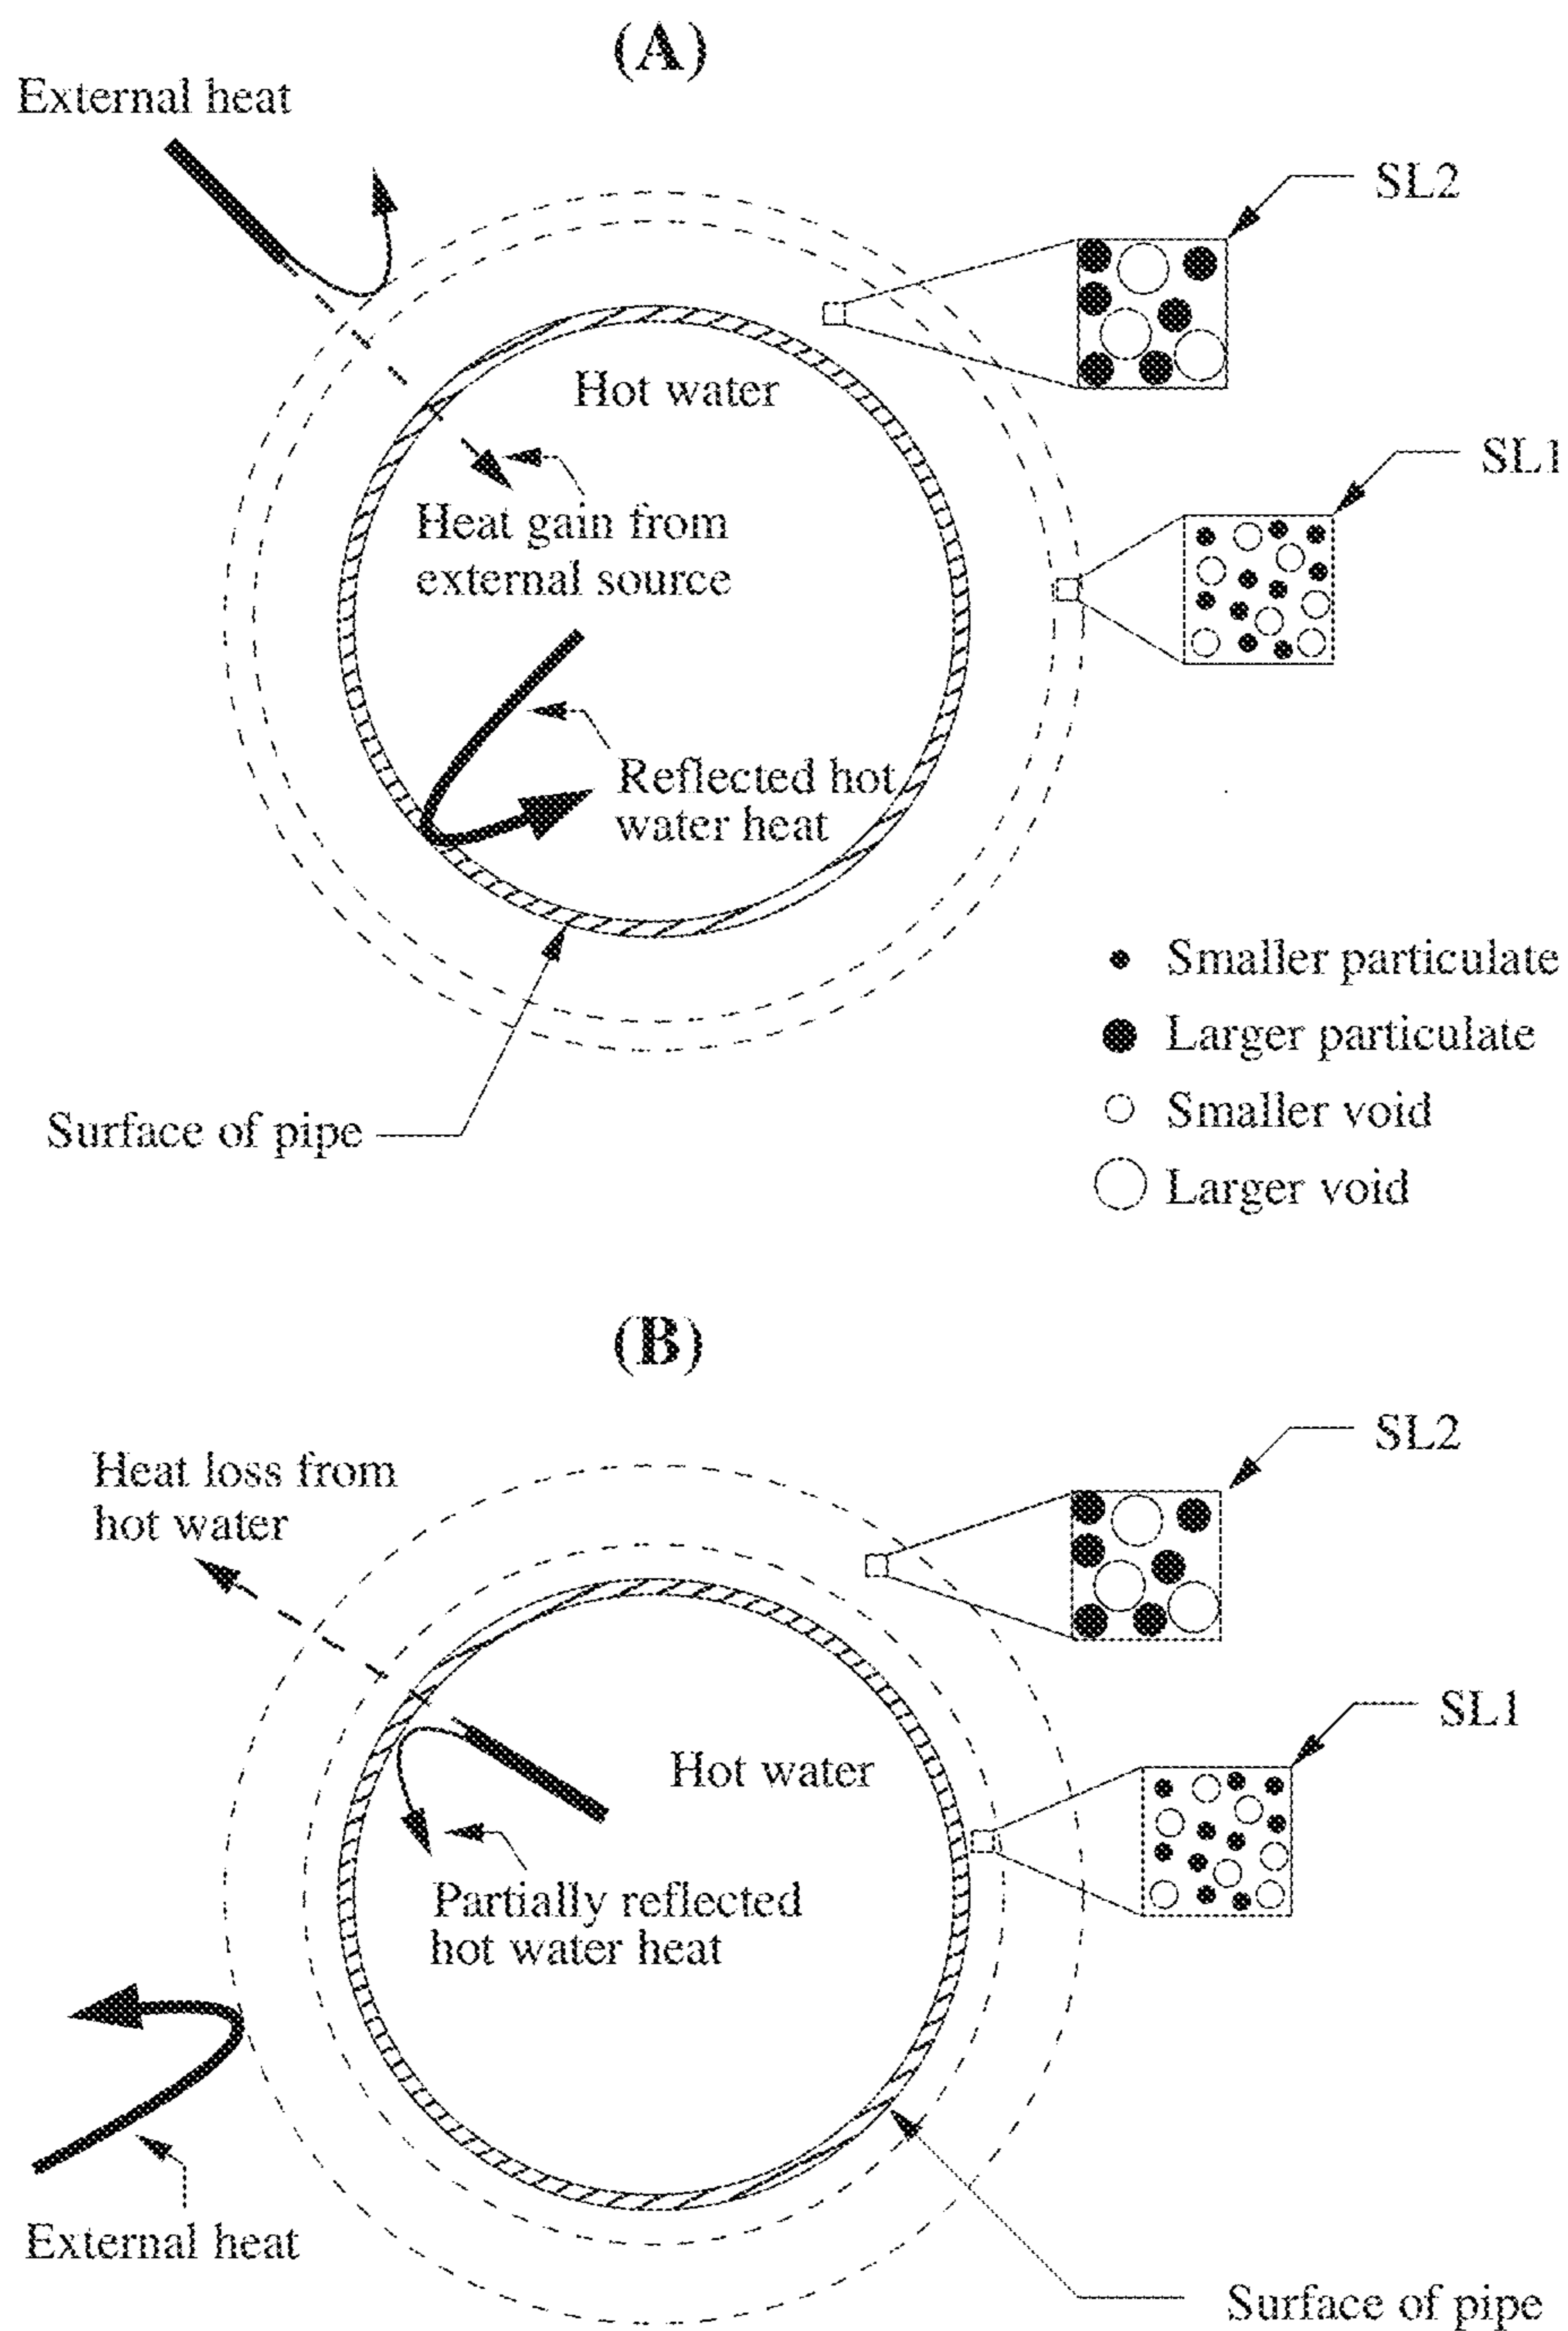 (A)
External heat
SL2
Hot water
SL1
Heat gain from
external source
Reflected hot
water heat
Smaller particulate
Larger particulate
Smaller void
Larger void
Surface of pipe
(B)
SL2
Heat loss from
hot water
SL1
Hot water
Partially reflected
hot water heat
External heat
Surface of pipe